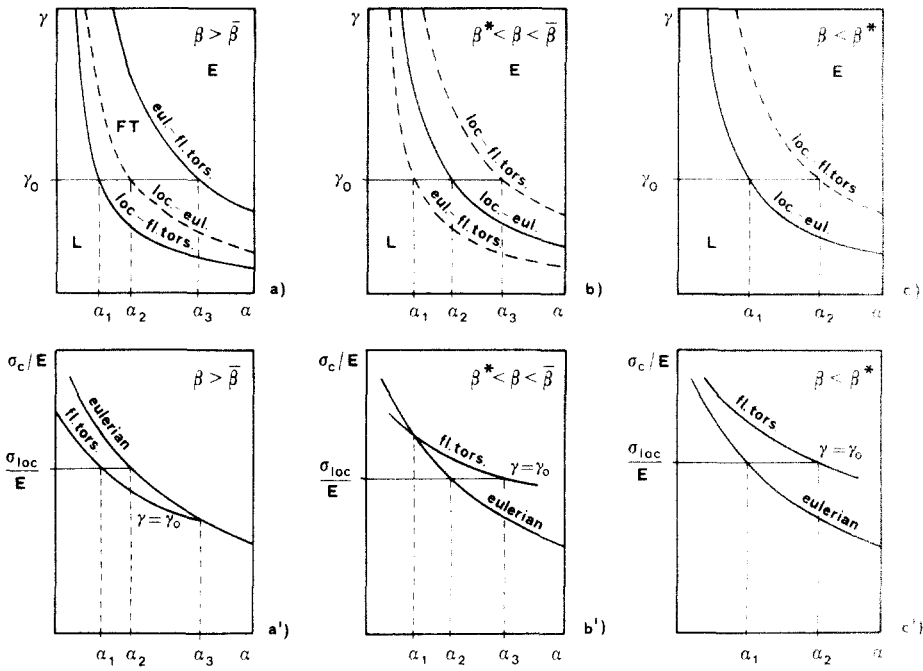 γ
β > β̄
E
FT
eul.–fl.tors.
γ₀
loc–eul.
loc–fl.tors.
L
a)
α₁ α₂ α₃ α
γ
β* < β < β̄
E
loc–fl.tors.
γ₀
loc–eul.
eul–fl.tors.
L
b)
α₁ α₂ α₃ α
γ
β < β*
E
loc–fl.tors
γ₀
loc–eul.
L
c)
α₁ α₂ α
σc/E
β > β̄
eulerian
fl.tors.
σloc/E
γ = γ₀
a')
α₁ α₂ α₃ α
σc/E
β* < β < β̄
fl.tors.
γ = γ₀
σloc/E
eulerian
b')
α₁ α₂ α₃ α
σc/E
β < β*
fl.tors
γ = γ₀
σloc/E
eulerian
c')
α₁ α₂ α